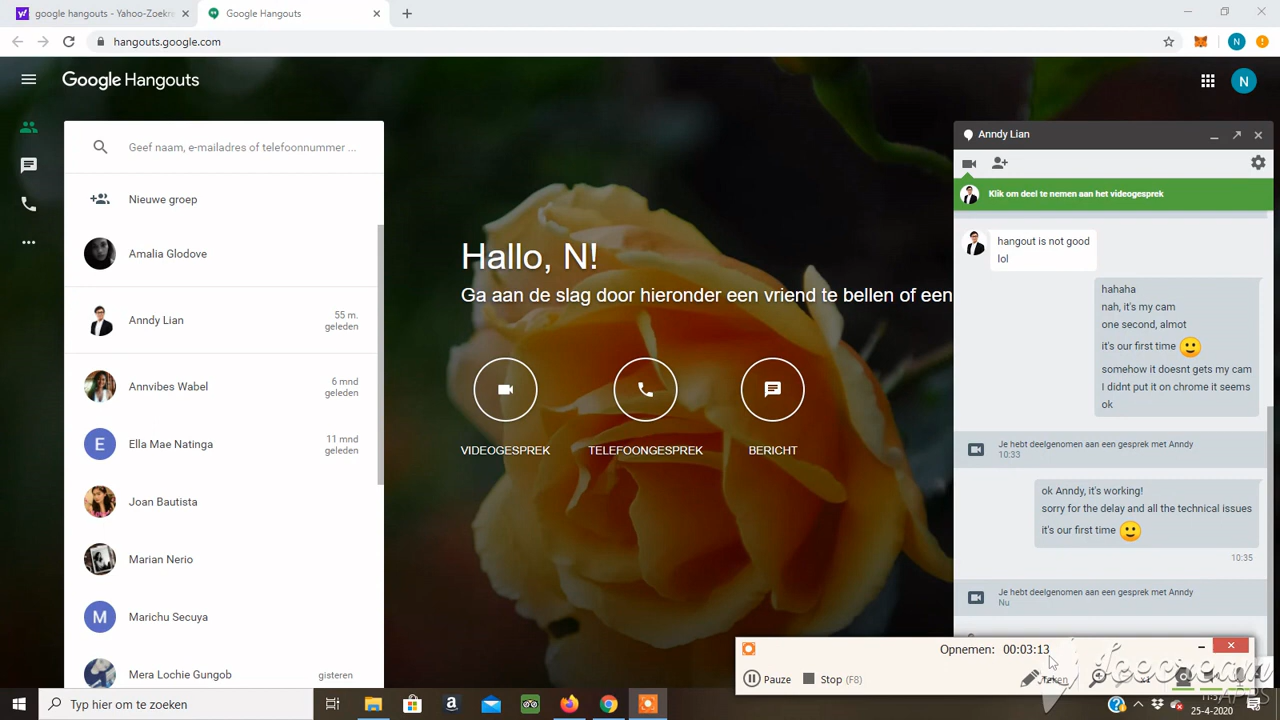 google hangouts - Yahoo-Zoekre
Google Hangouts
hangouts.google.com
N
Google Hangouts
N
Geef naam, e-mailadres of telefoonnummer ...
Nieuwe groep
Amalia Glodove
Anndy Lian
55 m.
geleden
Annvibes Wabel
6 mnd
geleden
E
Ella Mae Natinga
11 mnd
geleden
Joan Bautista
Marian Nerio
M
Marichu Secuya
Mera Lochie Gungob
gisteren
Hallo, N!
Ga aan de slag door hieronder een vriend te bellen of een
VIDEOGESPREK
TELEFOONGESPREK
BERICHT
Anndy Lian
Klik om deel te nemen aan het videogesprek
hangout is not good
lol
hahaha
nah, it's my cam
one second, almot
it's our first time
somehow it doesnt gets my cam
I didnt put it on chrome it seems
ok
Je hebt deelgenomen aan een gesprek met Anndy
10:33
ok Anndy, it's working!
sorry for the delay and all the technical issues
it's our first time
10:35
Je hebt deelgenomen aan een gesprek met Anndy
Nu
Opnemen: 00:03:13
Pauze
Stop (F8)
Icecream
APPS
Typ hier om te zoeken
25-4-2020